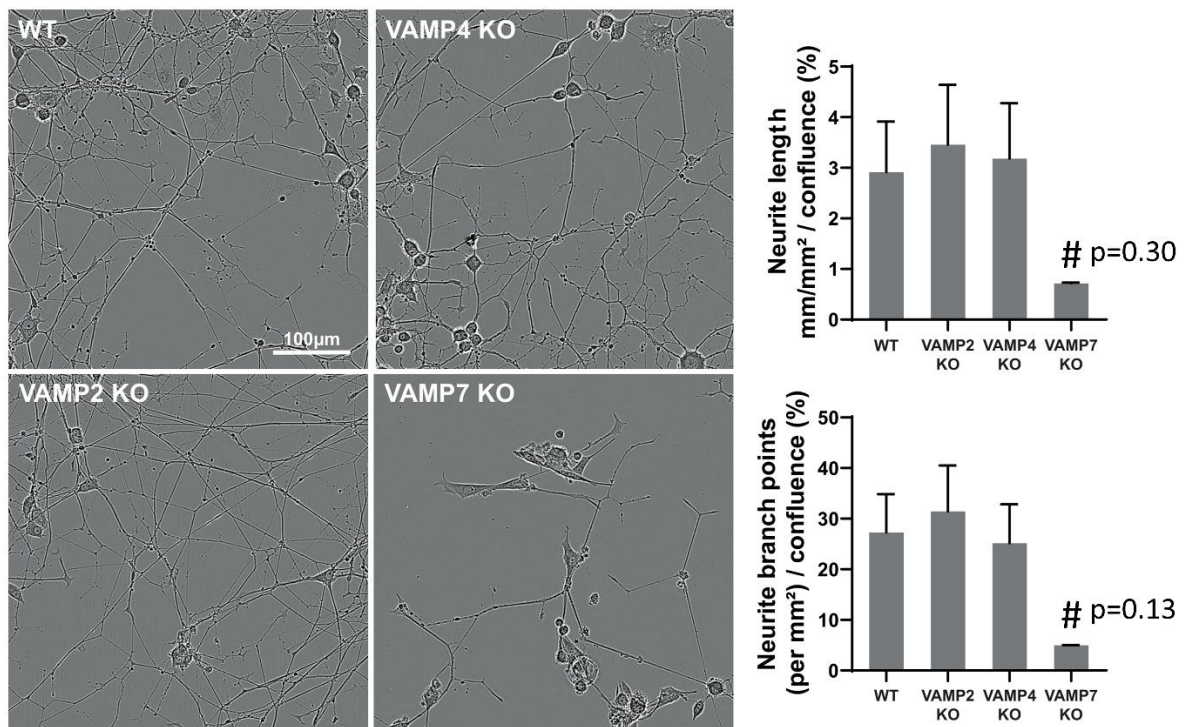 WT
VAMP4 KO
100µm
VAMP2 KO
VAMP7 KO
Neurite length
mm/mm² / confluence (%)
5
4
3
2
1
0
# p=0.30
WT
VAMP2
KO
VAMP4
KO
VAMP7
KO
Neurite branch points
(per mm²) / confluence (%)
50
40
30
20
10
0
# p=0.13
WT
VAMP2
KO
VAMP4
KO
VAMP7
KO